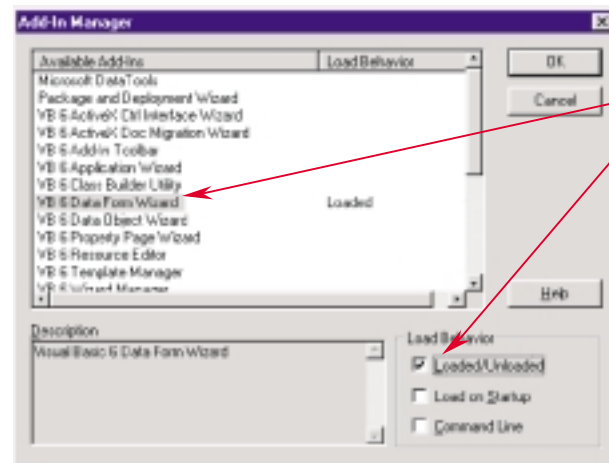 Add-In Manager
Available Add-Ins Load Behavior
Microsoft DataTools
Package and Deployment Wizard
VB 6 ActiveX Ctrl Interface Wizard
VB 6 ActiveX Doc Migration Wizard
VB 6 Add-In Toolbar
VB 6 Application Wizard
VB 6 Class Builder Utility
VB 6 Data Form Wizard Loaded
VB 6 Data Object Wizard
VB 6 Property Page Wizard
VB 6 Resource Editor
VB 6 Template Manager
VB 6 Wizard Manager
OK
Cancel
Help
Description
Visual Basic 6 Data Form Wizard
Load Behavior
Loaded/Unloaded
Load on Startup
Command Line